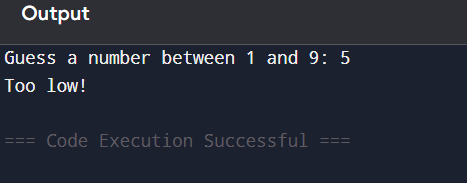 Output
Guess a number between 1 and 9: 5
Too low!
=== Code Execution Successful ===